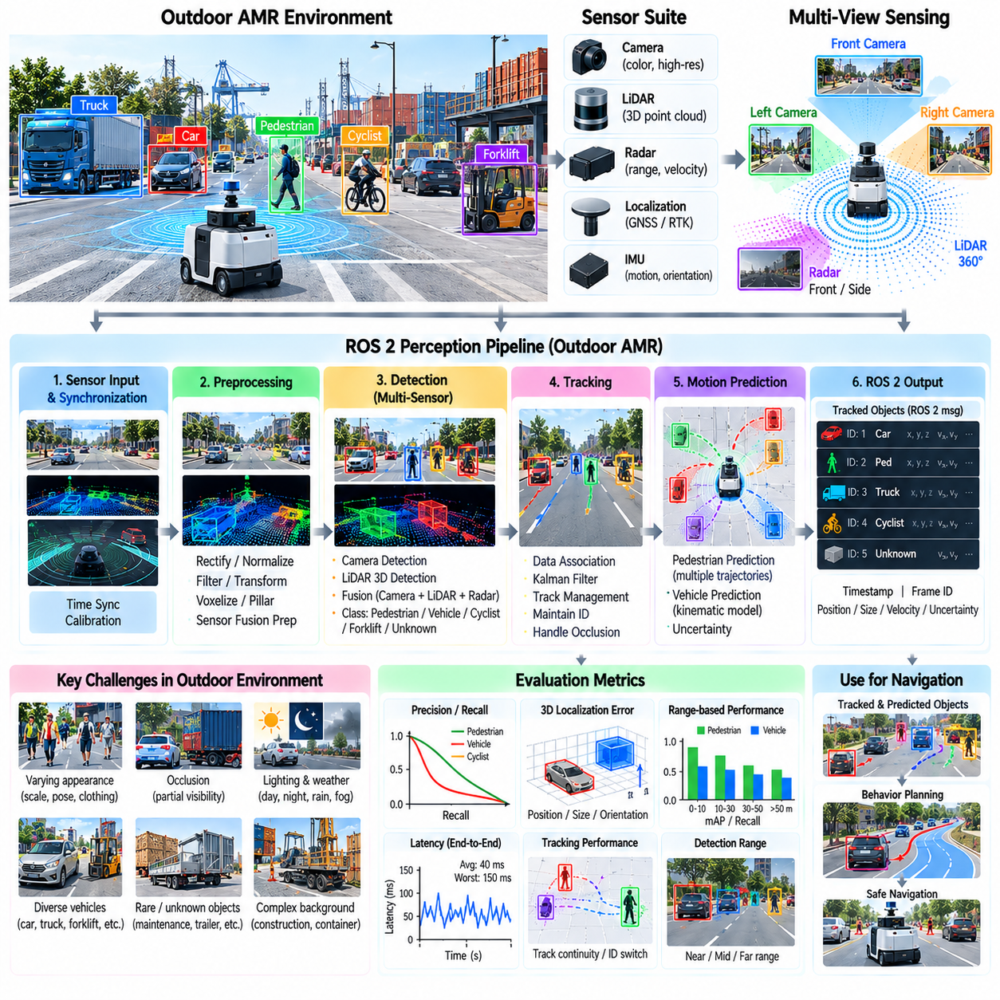 Outdoor AMR Environment
Truck
Car
Pedestrian
Cyclist
Forklift
Sensor Suite
Camera
(color, high-res)
LiDAR
(3D point cloud)
Radar
(range, velocity)
Localization
(GNSS / RTK)
IMU
(motion, orientation)
Multi-View Sensing
Front Camera
Left Camera
Right Camera
LiDAR
360°
Radar
Front / Side
ROS 2 Perception Pipeline (Outdoor AMR)
1. Sensor Input
& Synchronization
Time Sync
Calibration
2. Preprocessing
Rectify / Normalize
Filter / Transform
Voxelize / Pillar
Sensor Fusion Prep
3. Detection
(Multi-Sensor)
• Camera Detection
• LiDAR 3D Detection
• Fusion (Camera + LiDAR + Radar)
• Class: Pedestrian / Vehicle / Cyclist
/ Forklift / Unknown
4. Tracking
• Data Association
• Kalman Filter
• Track Management
• Maintain ID
• Handle Occlusion
5. Motion Prediction
Pedestrian Prediction
(multiple trajectories)
• Vehicle Prediction
(kinematic model)
• Uncertainty
6. ROS 2 Output
Tracked Objects (ROS 2 msg)
ID: 1 Car x, y, z vx, vy ...
ID: 2 Ped x, y, z vx, vy ...
ID: 3 Truck x, y, z vx, vy ...
ID: 4 Cyclist x, y, z vx, vy ...
ID: 5 Unknown vx, vy ...
Timestamp | Frame ID
Position / Size / Velocity / Uncertainty
Key Challenges in Outdoor Environment
Varying appearance
(scale, pose, clothing)
Occlusion
(partial visibility)
Lighting & weather
(day, night, rain, fog)
Diverse vehicles
(car, truck, forklift, etc.)
Rare / unknown objects
(maintenance, trailer, etc.)
Complex background
(construction, container)
Evaluation Metrics
Precision / Recall
1.0
0.5
0.0
Pedestrian
Vehicle
Cyclist
Recall
3D Localization Error
Position / Size / Orientation
Range-based Performance
Pedestrian Vehicle
1.0
0.5
0.0
0-10 10-30 30-50 >50 m
mAP / Recall
Latency (End-to-End)
Avg: 40 ms
Worst: 150 ms
Latency (ms)
150
100
50
0
Time (s)
Tracking Performance
Track continuity / ID switch
Detection Range
Near / Mid / Far range
Use for Navigation
Tracked & Predicted Objects
Behavior Planning
Safe Navigation